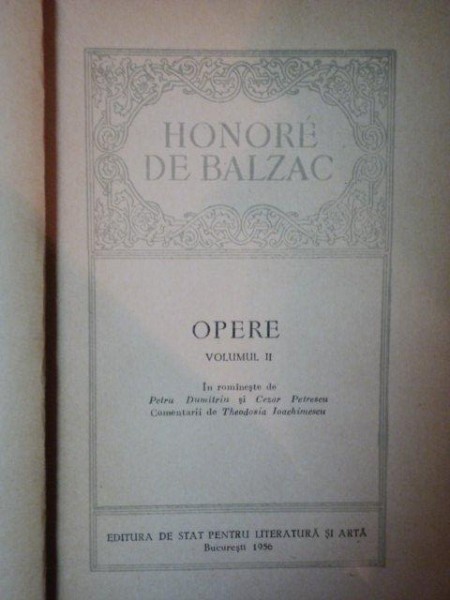 HONORÉ
DE BALZAC
OPERE
VOLUMUL II
În romînește de
Petru Dumitriu și Cezar Petrescu
Comentarii de Theodosia Ioachimescu
EDITURA DE STAT PENTRU LITERATURĂ ȘI ARTĂ
București 1956